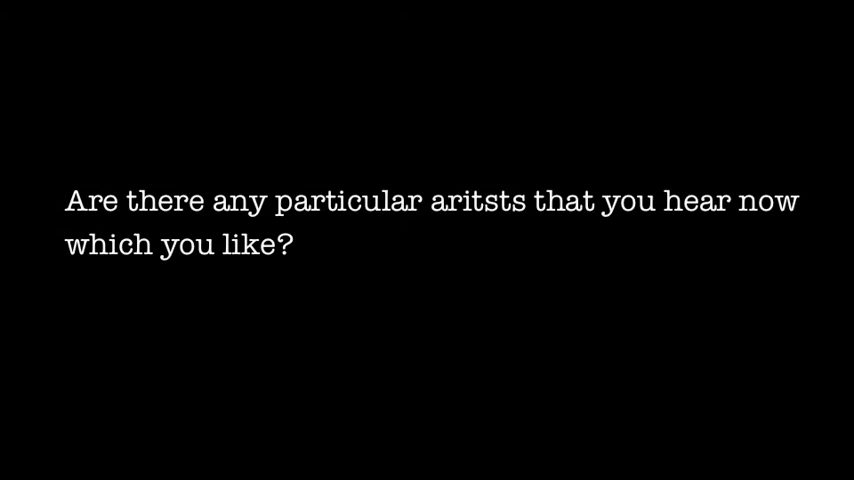 Are there any particular aritsts that you hear now
which you like?